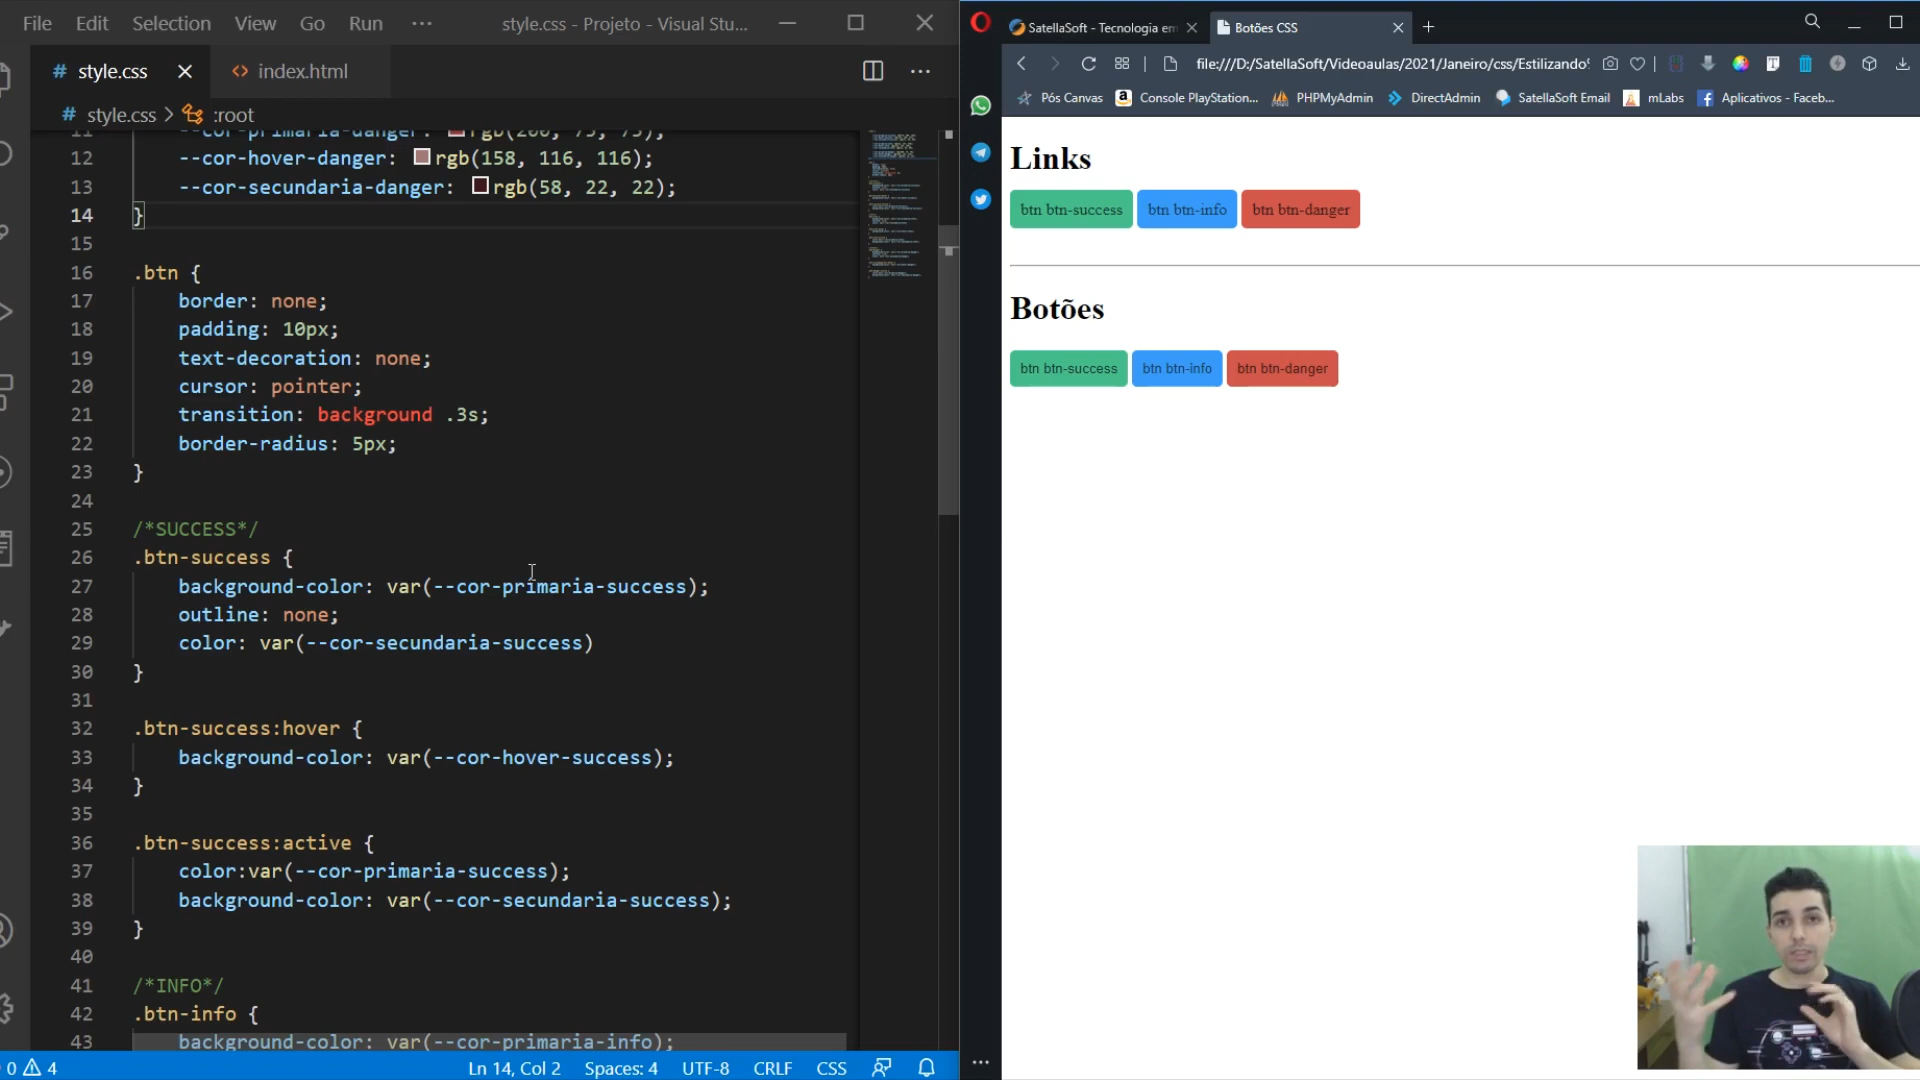 File Edit Selection View Go Run ··· style.css - Projeto - Visual Stu...
# style.css × <> index.html
# style.css > :root
12 --cor-hover-danger: rgb(158, 116, 116);
13 --cor-secundaria-danger: rgb(58, 22, 22);
14 }
15
16 .btn {
17 border: none;
18 padding: 10px;
19 text-decoration: none;
20 cursor: pointer;
21 transition: background .3s;
22 border-radius: 5px;
23 }
24
25 /*SUCCESS*/
26 .btn-success {
27 background-color: var(--cor-primaria-success);
28 outline: none;
29 color: var(--cor-secundaria-success)
30 }
31
32 .btn-success:hover {
33 background-color: var(--cor-hover-success);
34 }
35
36 .btn-success:active {
37 color:var(--cor-primaria-success);
38 background-color: var(--cor-secundaria-success);
39 }
40
41 /*INFO*/
42 .btn-info {
43 background-color: var(--cor-primaria-info);
0 4 Ln 14, Col 2 Spaces: 4 UTF-8 CRLF CSS
SatellaSoft - Tecnologia em Botões CSS
file:///D:/SatellaSoft/Videoaulas/2021/Janeiro/css/Estilizando
Pós Canvas Console PlayStation... PHPMyAdmin DirectAdmin SatellaSoft Email mLabs Aplicativos - Faceb...
Links
btn btn-success btn btn-info btn btn-danger
Botões
btn btn-success btn btn-info btn btn-danger